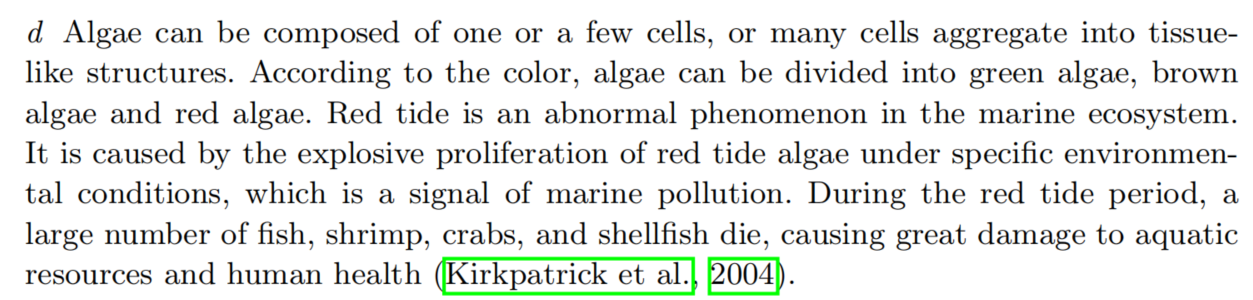 d Algae can be composed of one or a few cells, or many cells aggregate into tissue-
like structures. According to the color, algae can be divided into green algae, brown
algae and red algae. Red tide is an abnormal phenomenon in the marine ecosystem.
It is caused by the explosive proliferation of red tide algae under specific environmen-
tal conditions, which is a signal of marine pollution. During the red tide period, a
large number of fish, shrimp, crabs, and shellfish die, causing great damage to aquatic
resources and human health (Kirkpatrick et al., 2004).